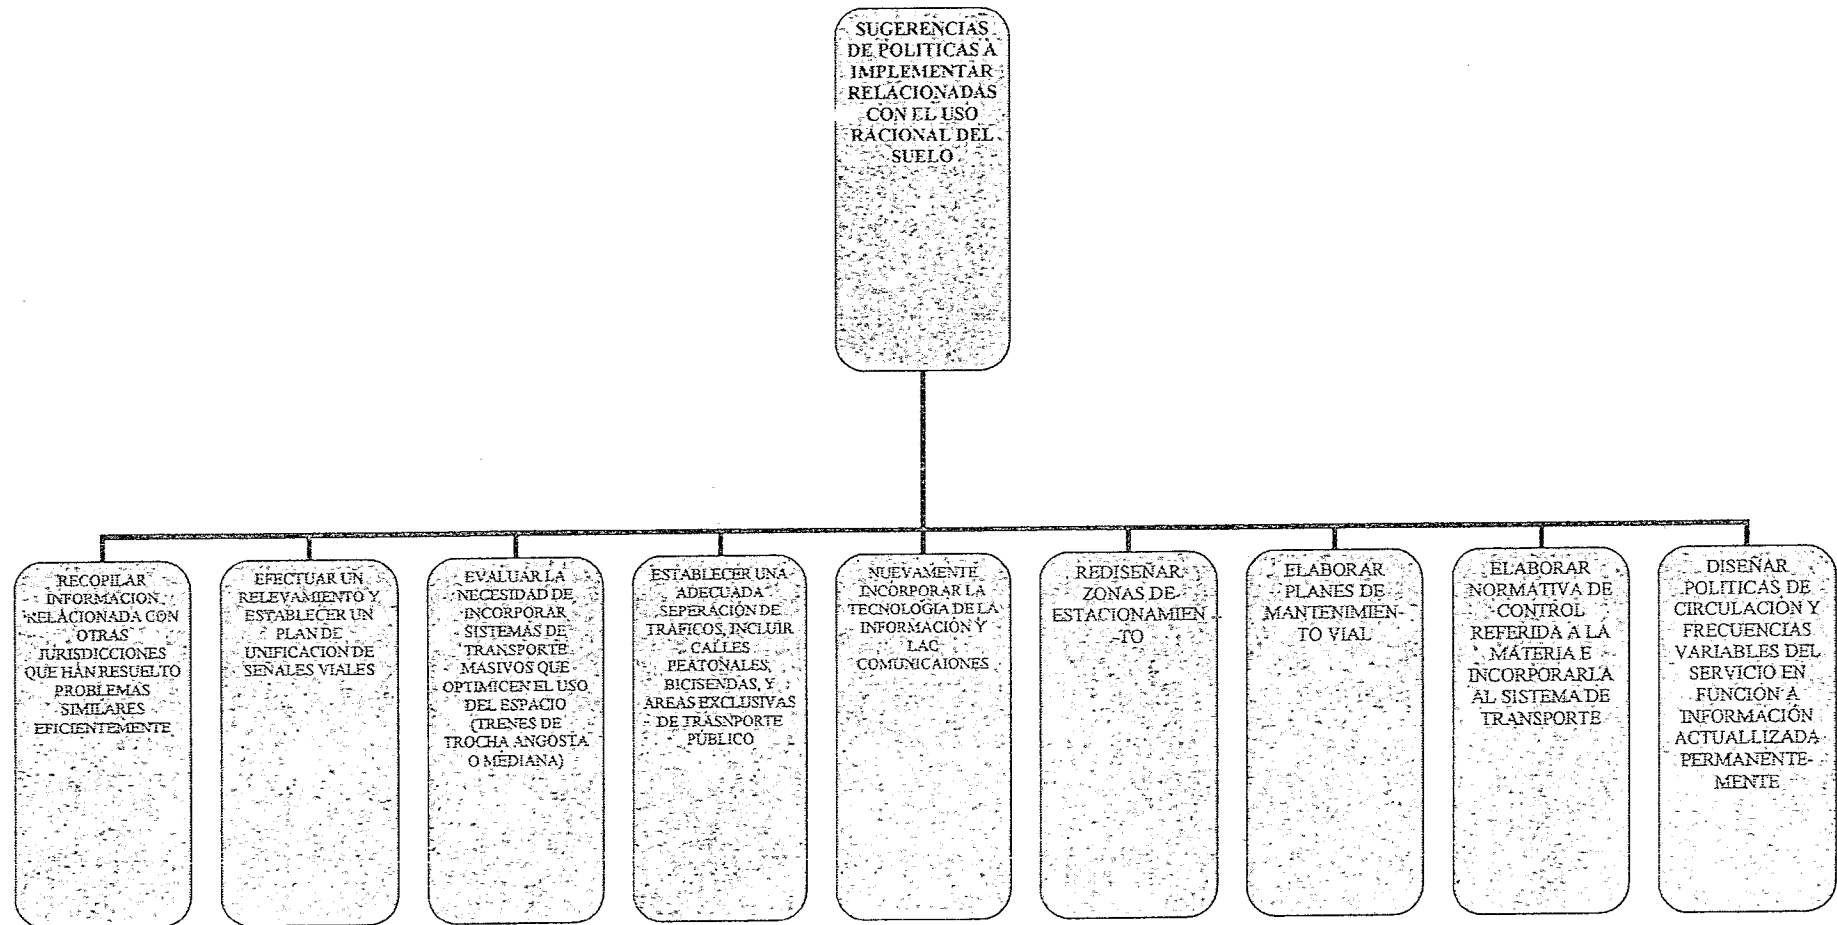 SUGERENCIAS
DE POLITICAS A
IMPLEMENTAR
RELACIONADAS
CON EL USO
RACIONAL DEL
SUELO
RECOPILAR
INFORMACION
RELACIONADA CON
OTRAS
JURISDICCIONES
QUE HAN RESUELTO
PROBLEMAS
SIMILARES
EFICIENTEMENTE
EFECTUAR UN
RELEVAMIENTO Y
ESTABLECER UN
PLAN DE
UNIFICACION DE
SEÑALES VIALES
EVALUAR LA
NECESIDAD DE
INCORPORAR
SISTEMAS DE
TRANSPORTE
MASIVOS QUE
OPTIMICEN EL USO
DEL ESPACIO
(TRENES DE
TROCHA ANGOSTA
O MEDIANA)
ESTABLECER UNA
ADECUADA
SEPERACIÓN DE
TRÁFICOS, INCLUIR
CALLES
PEATONALES,
BICISENDAS, Y
AREAS EXCLUSIVAS
DE TRASNPORTE
PÚBLICO
NUEVAMENTE
INCORPORAR LA
TECNOLOGIA DE LA
INFORMACIÓN Y
LAC
COMUNICAIONES
REDISEÑAR
ZONAS DE
ESTACIONAMIEN
-TO
ELABORAR
PLANES DE
MANTENIMIEN-
TO VIAL
ELABORAR
NORMATIVA DE
CONTROL
REFERIDA A LA
MATERIA E
INCORPORARLA
AL SISTEMA DE
TRANSPORTE
DISEÑAR
POLITICAS DE
CIRCULACIÓN Y
FRECUENCIAS
VARIABLES DEL
SERVICIO EN
FUNCIÓN A
INFORMACIÓN
ACTUALLIZADA
PERMANENTE-
MENTE